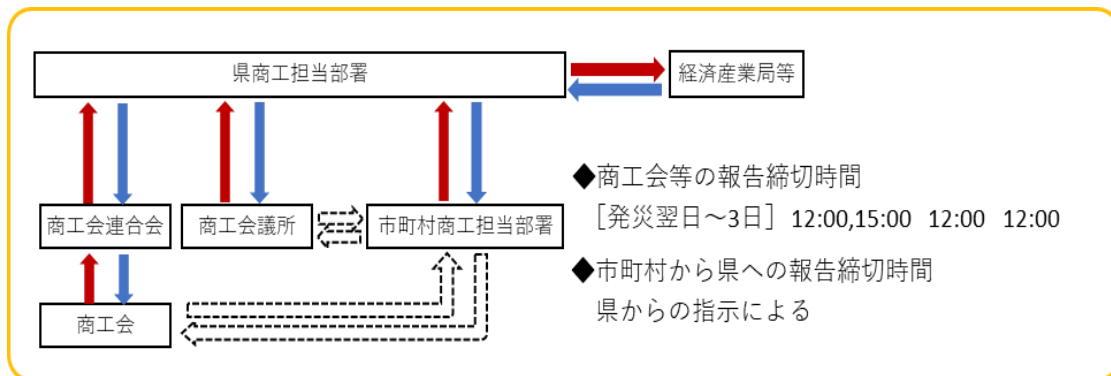 県商工担当部署
経済産業局等
商工会連合会
商工会議所
市町村商工担当部署
商工会
◆商工会等の報告締切時間
［発災翌日～3日］ 12:00,15:00 12:00 12:00
◆市町村から県への報告締切時間
県からの指示による